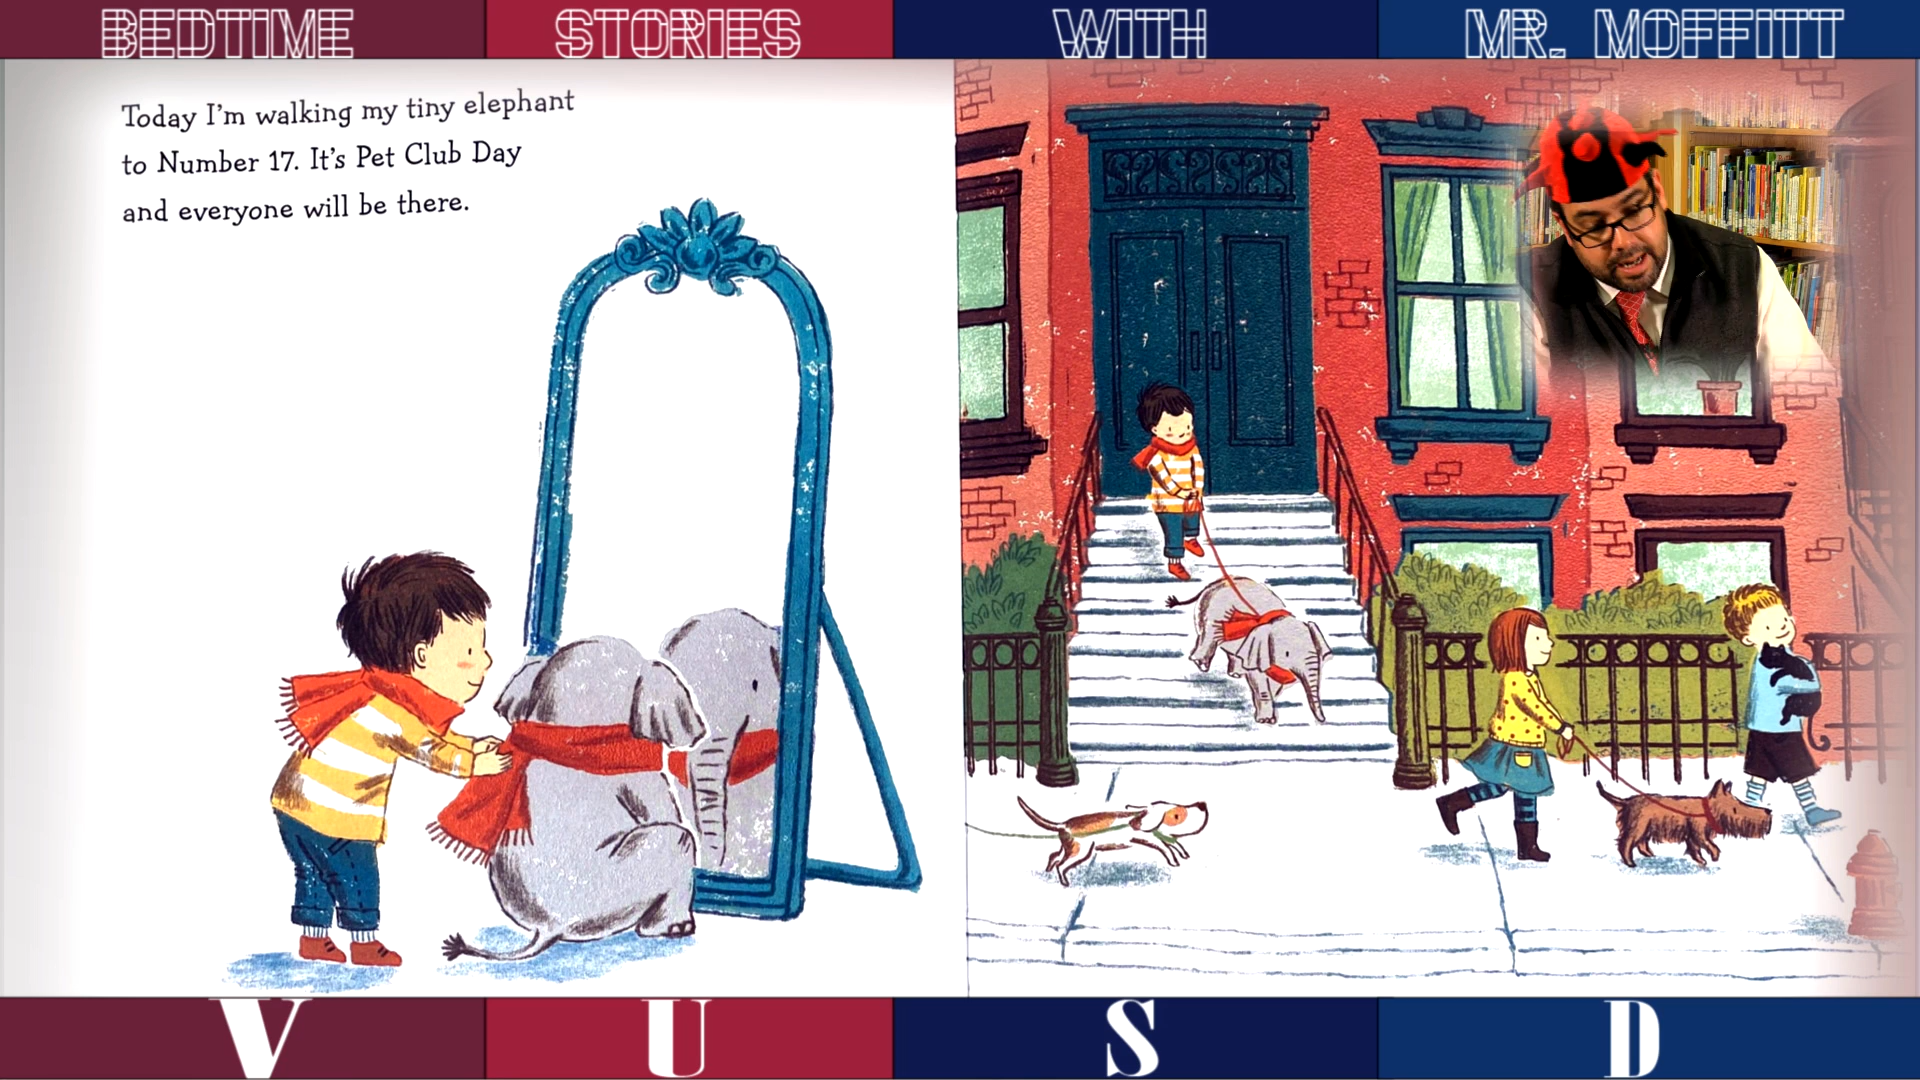 BEDTIME STORIES WITH MR. MOFFITT
Today I'm walking my tiny elephant
to Number 17. It's Pet Club Day
and everyone will be there.
V U S D